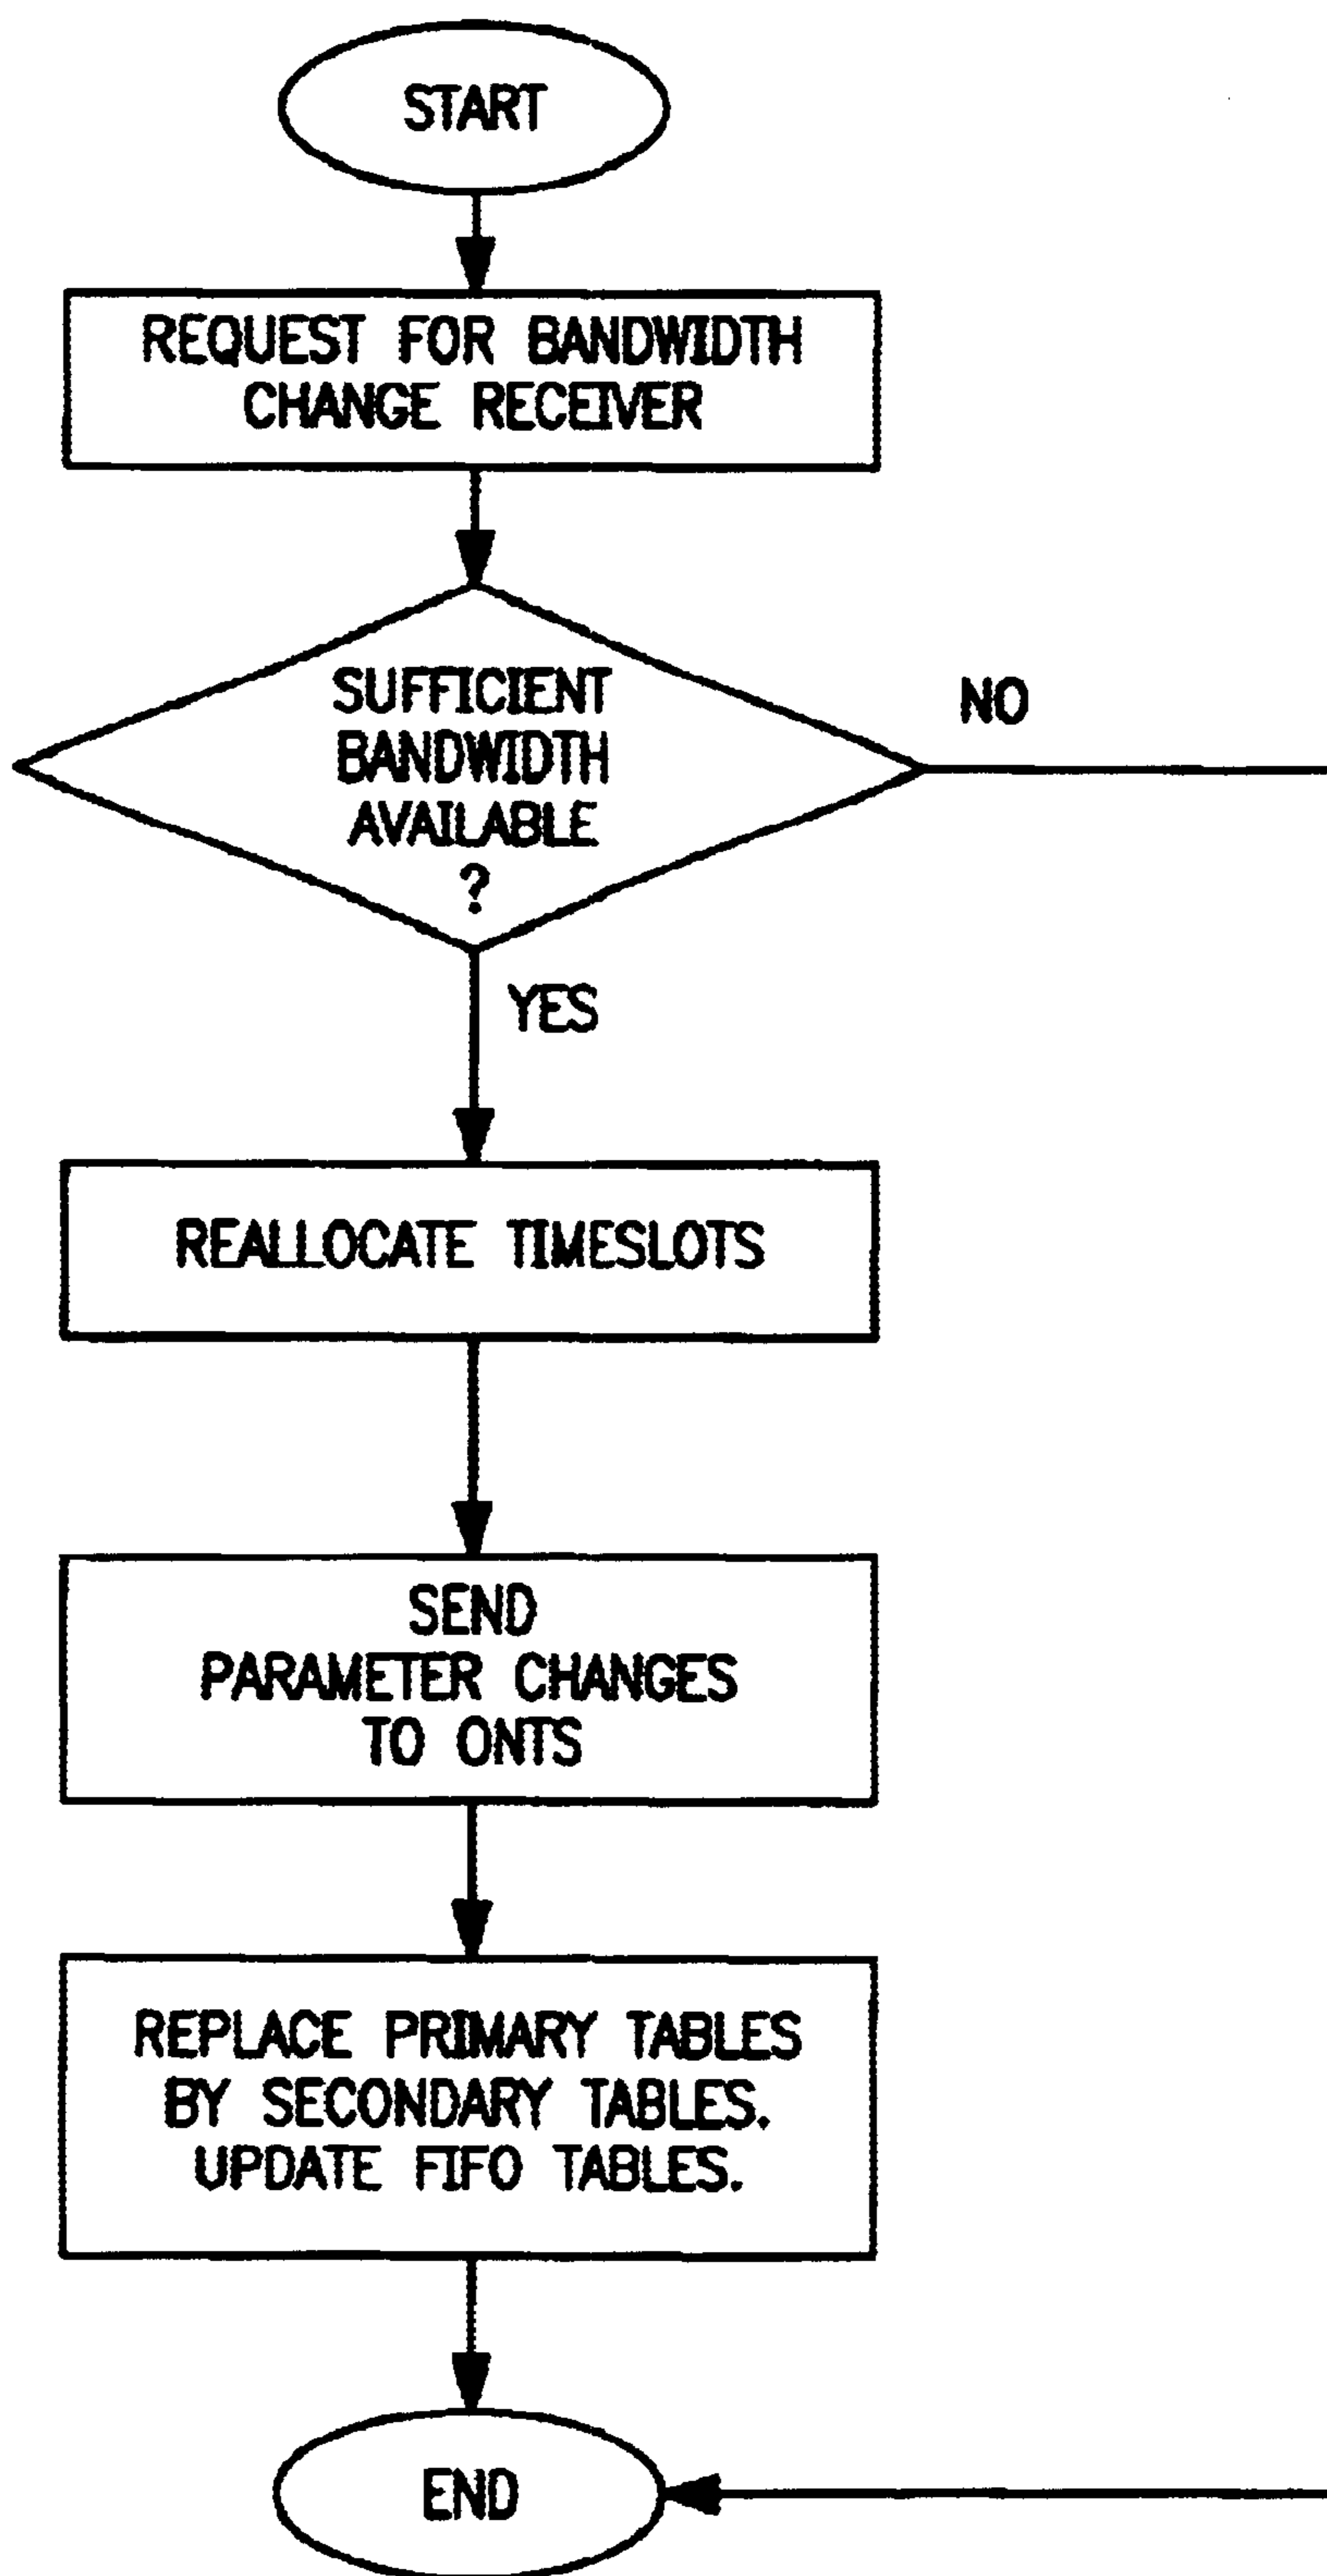 START
REQUEST FOR BANDWIDTH
CHANGE RECEIVER
SUFFICIENT
BANDWIDTH
AVAILABLE
?
NO
YES
REALLOCATE TIMESLOTS
SEND
PARAMETER CHANGES
TO ONTS
REPLACE PRIMARY TABLES
BY SECONDARY TABLES.
UPDATE FIFO TABLES.
END